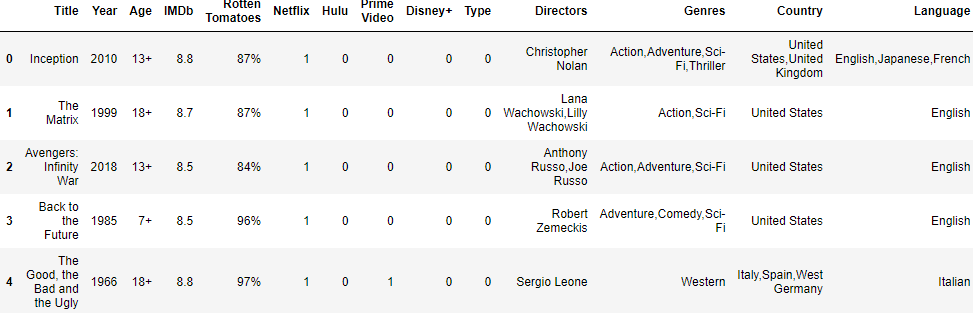 Title Year Age IMDb Rotten Tomatoes Netflix Hulu Prime Video Disney+ Type Directors Genres Country Language
0 Inception 2010 13+ 8.8 87% 1 0 0 0 0 Christopher Nolan Action,Adventure,Sci-Fi,Thriller United States,United Kingdom English,Japanese,French
1 The Matrix 1999 18+ 8.7 87% 1 0 0 0 0 Lana Wachowski,Lilly Wachowski Action,Sci-Fi United States English
2 Avengers: Infinity War 2018 13+ 8.5 84% 1 0 0 0 0 Anthony Russo,Joe Russo Action,Adventure,Sci-Fi United States English
3 Back to the Future 1985 7+ 8.5 96% 1 0 0 0 0 Robert Zemeckis Adventure,Comedy,Sci-Fi United States English
4 The Good, the Bad and the Ugly 1966 18+ 8.8 97% 1 0 1 0 0 Sergio Leone Western Italy,Spain,West Germany Italian